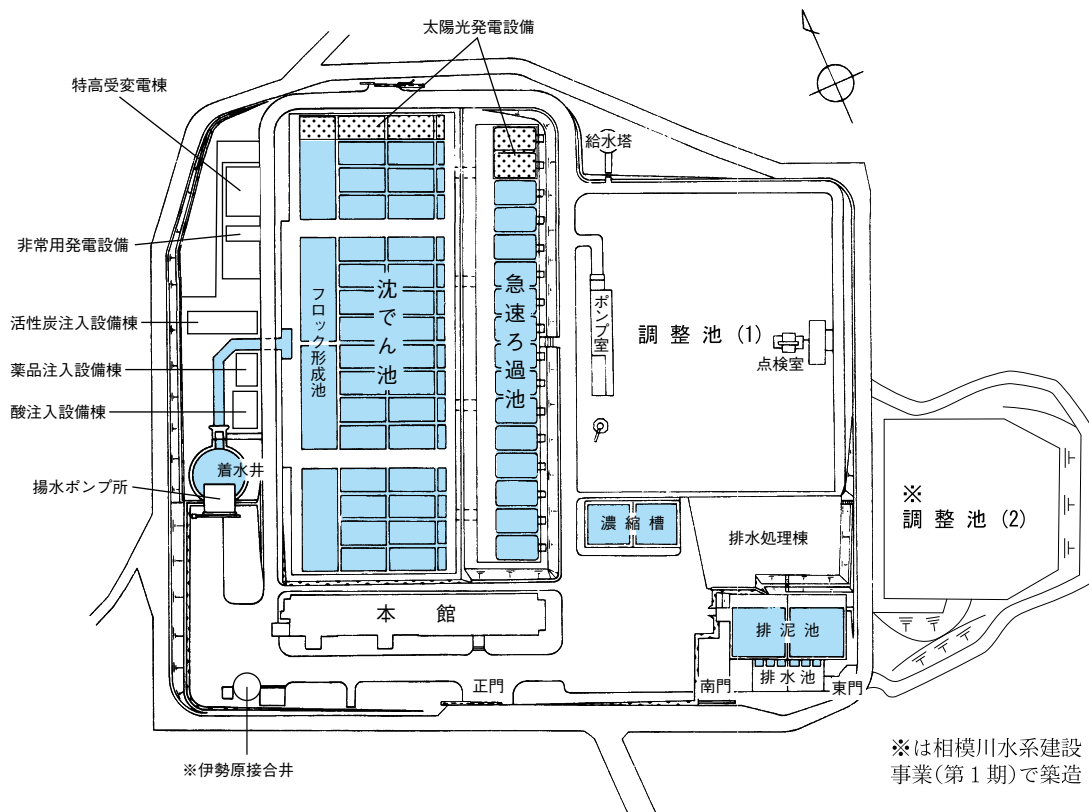 太陽光発電設備
特高受変電棟
給水塔
非常用発電設備
活性炭注入設備棟
薬品注入設備棟
酸注入設備棟
フロック形成池
沈でん池
急速ろ過池
ポンプ室
調整池(1)
点検室
着水井
揚水ポンプ所
濃縮槽
排水処理棟
※
調整池(2)
本館
排泥池
排水池
正門
南門
東門
※伊勢原接合井
※は相模川水系建設
事業(第1期)で築造